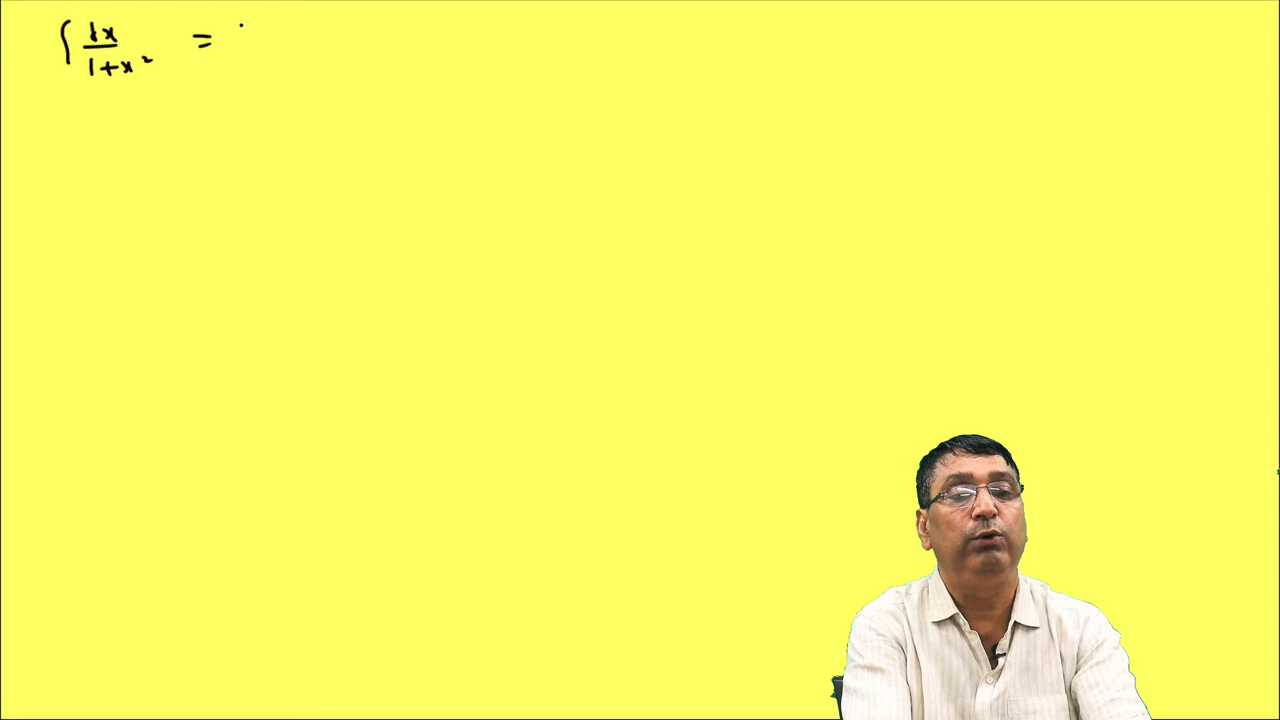 ∫ dx/(1+x²) =